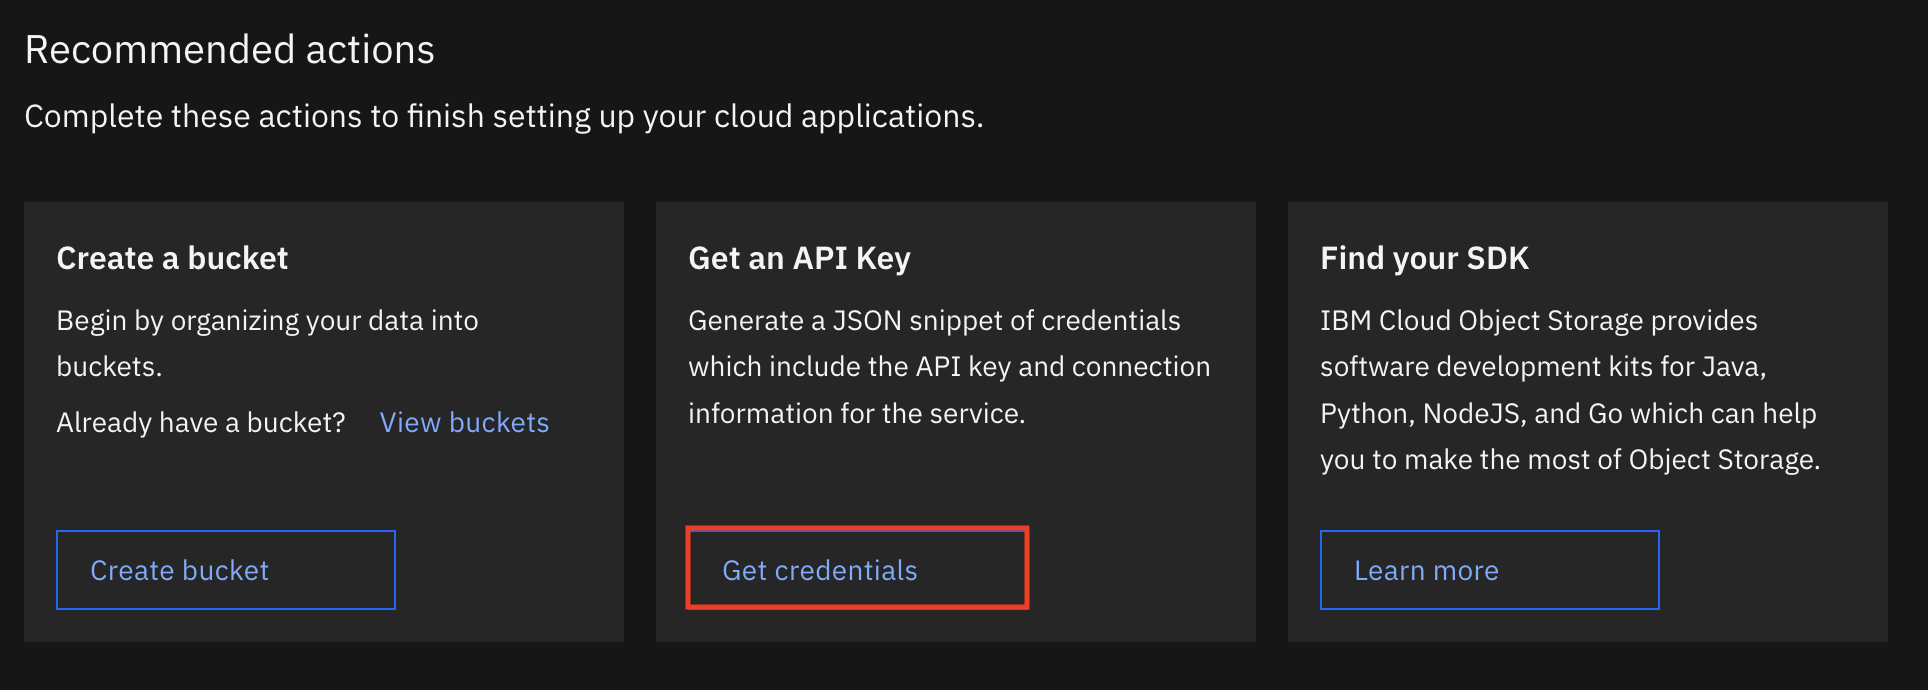 Recommended actions
Complete these actions to finish setting up your cloud applications.
Create a bucket
Begin by organizing your data into
buckets.
Already have a bucket? View buckets
Create bucket
Get an API Key
Generate a JSON snippet of credentials
which include the API key and connection
information for the service.
Get credentials
Find your SDK
IBM Cloud Object Storage provides
software development kits for Java,
Python, NodeJS, and Go which can help
you to make the most of Object Storage.
Learn more